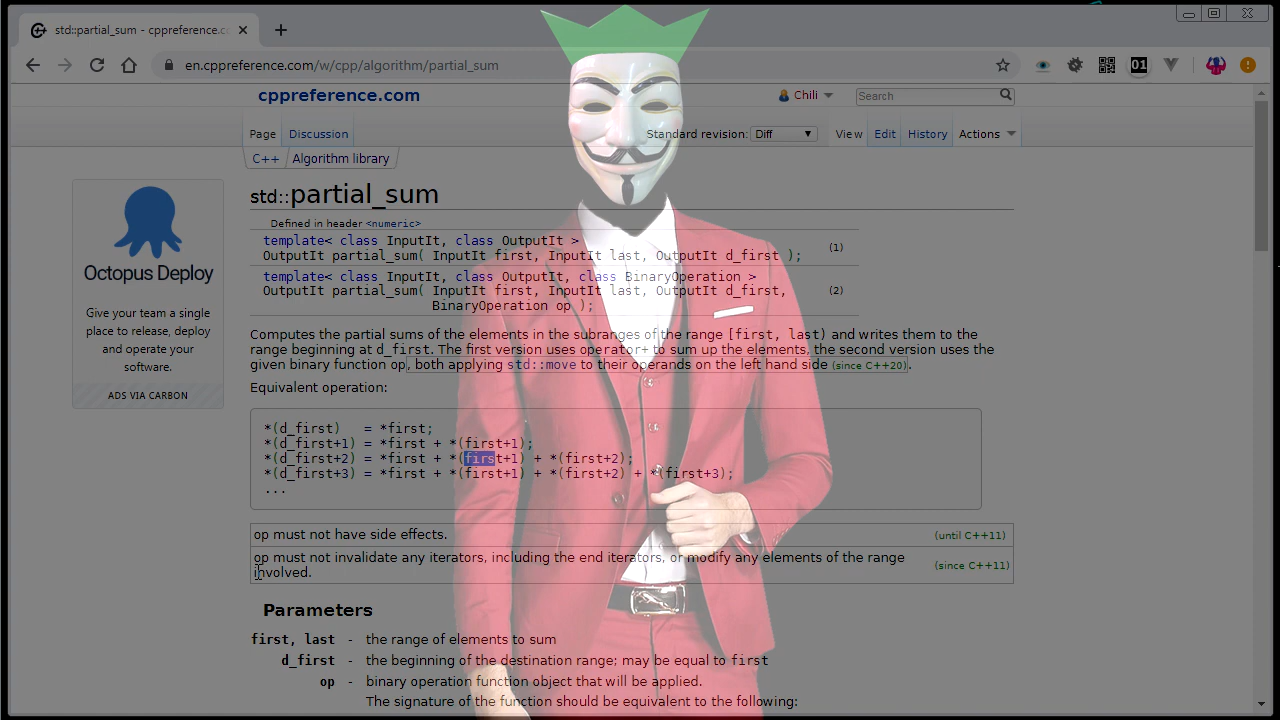 std::partial_sum - cppreference.c
en.cppreference.com/w/cpp/algorithm/partial_sum
01
cppreference.com
Chili
Search
Page Discussion
Standard revision: Diff
View Edit History Actions
C++ Algorithm library
std::partial_sum
Defined in header <numeric>
template< class InputIt, class OutputIt >
OutputIt partial_sum( InputIt first, InputIt last, OutputIt d_first );
(1)
template< class InputIt, class OutputIt, class BinaryOperation >
OutputIt partial_sum( InputIt first, InputIt last, OutputIt d_first,
BinaryOperation op );
(2)
Octopus Deploy
Give your team a single
place to release, deploy
and operate your
software.
ADS VIA CARBON
Computes the partial sums of the elements in the subranges of the range [first, last) and writes them to the
range beginning at d_first. The first version uses operator+ to sum up the elements, the second version uses the
given binary function op, both applying std::move to their operands on the left hand side (since C++20).
Equivalent operation:
*(d_first)   = *first;
*(d_first+1) = *first + *(first+1);
*(d_first+2) = *first + *(first+1) + *(first+2);
*(d_first+3) = *first + *(first+1) + *(first+2) + *(first+3);
...
op must not have side effects. (until C++11)
op must not invalidate any iterators, including the end iterators, or modify any elements of the range
involved.
(since C++11)
Parameters
first, last - the range of elements to sum
d_first - the beginning of the destination range; may be equal to first
op - binary operation function object that will be applied.
The signature of the function should be equivalent to the following: